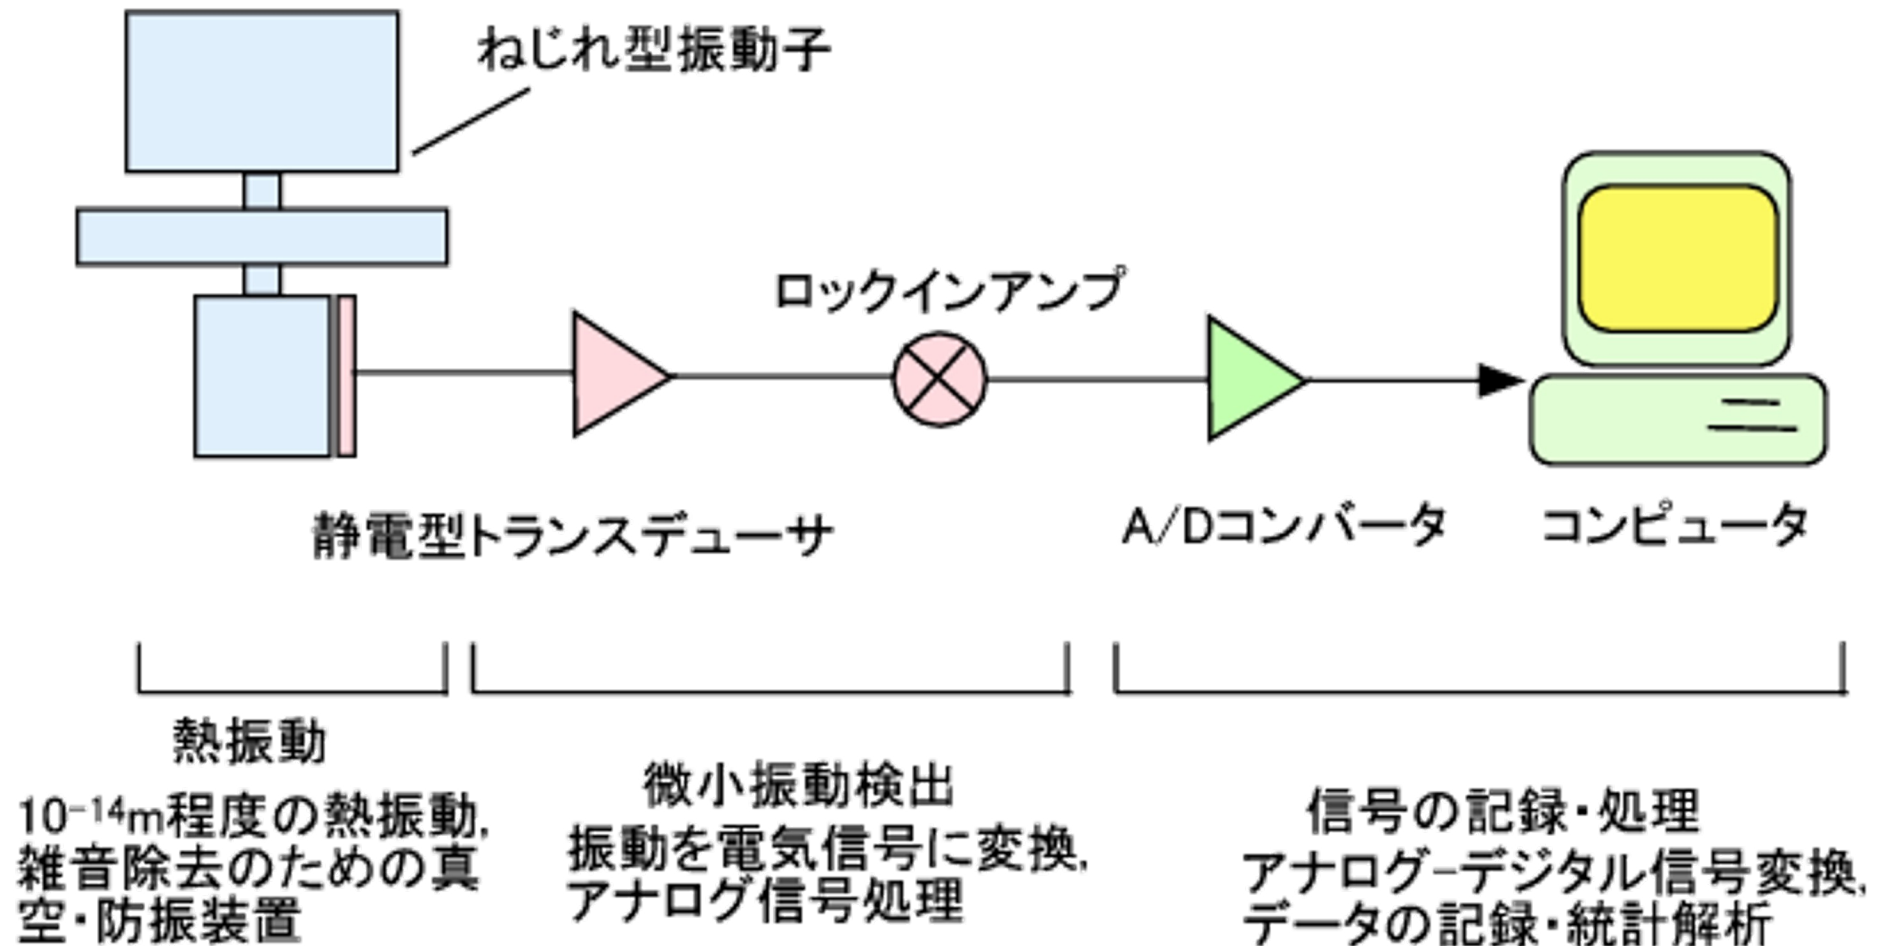 ねじれ型振動子
ロックインアンプ
静電型トランスデューサ
A/Dコンバータ
コンピュータ
熱振動
10⁻¹⁴m程度の熱振動,
雑音除去のための真
空・防振装置
微小振動検出
振動を電気信号に変換,
アナログ信号処理
信号の記録・処理
アナログ-デジタル信号変換,
データの記録・統計解析